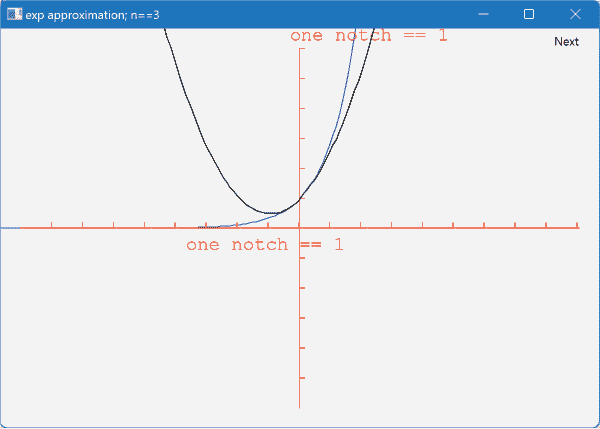 exp approximation; n==3
one notch == 1
Next
one notch == 1